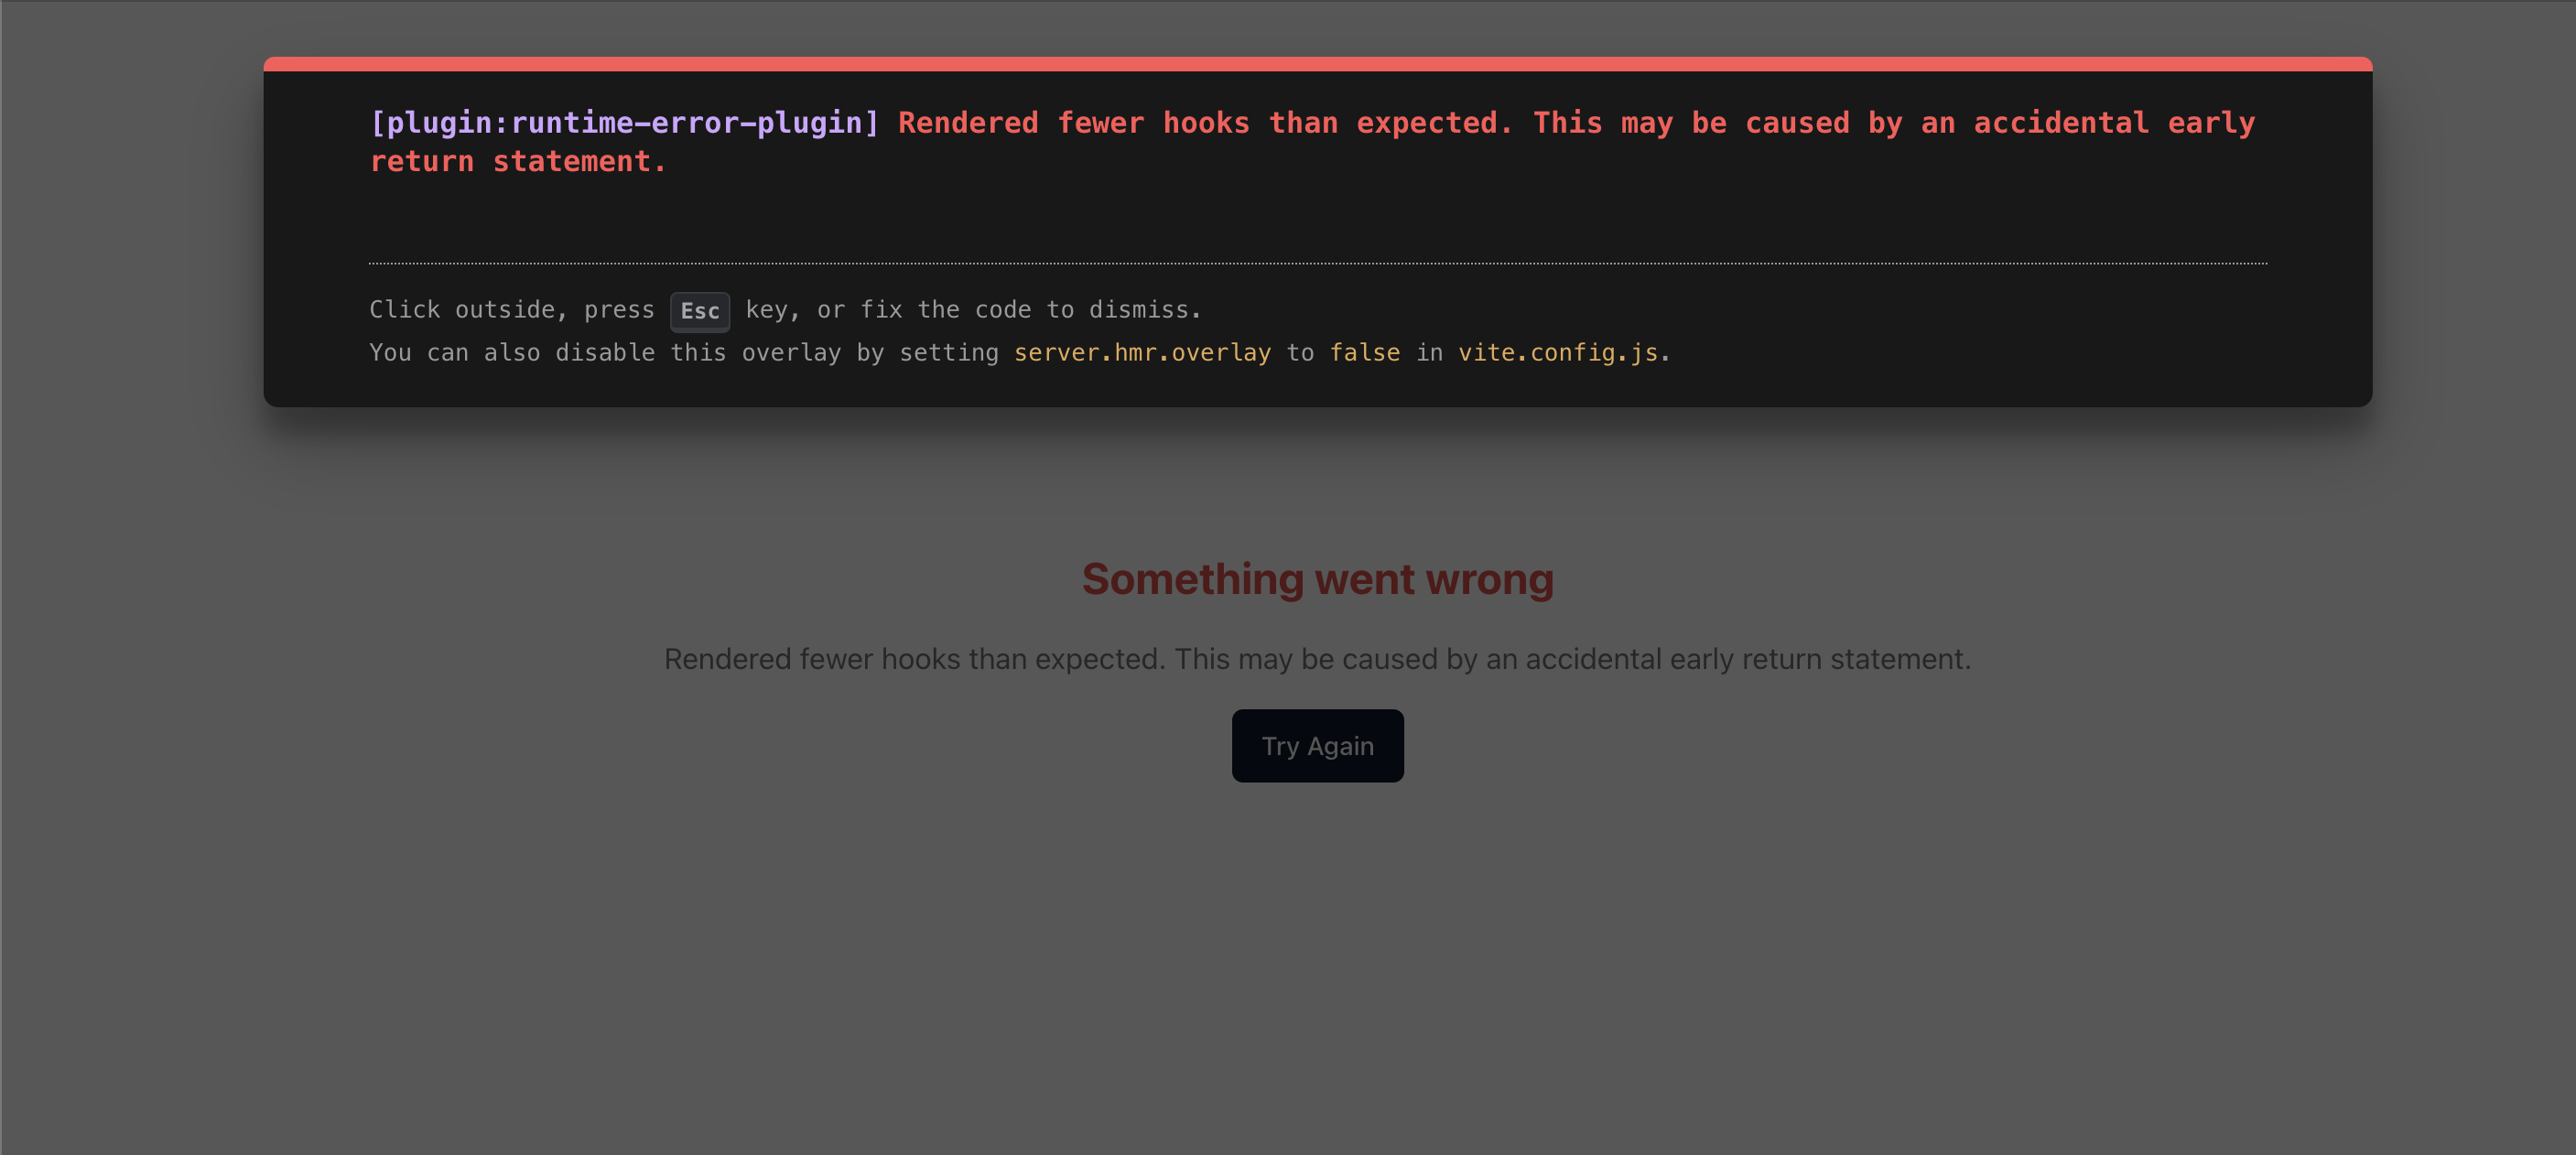 [plugin:runtime-error-plugin] Rendered fewer hooks than expected. This may be caused by an accidental early
return statement.
Click outside, press Esc key, or fix the code to dismiss.
You can also disable this overlay by setting server.hmr.overlay to false in vite.config.js.
Something went wrong
Rendered fewer hooks than expected. This may be caused by an accidental early return statement.
Try Again